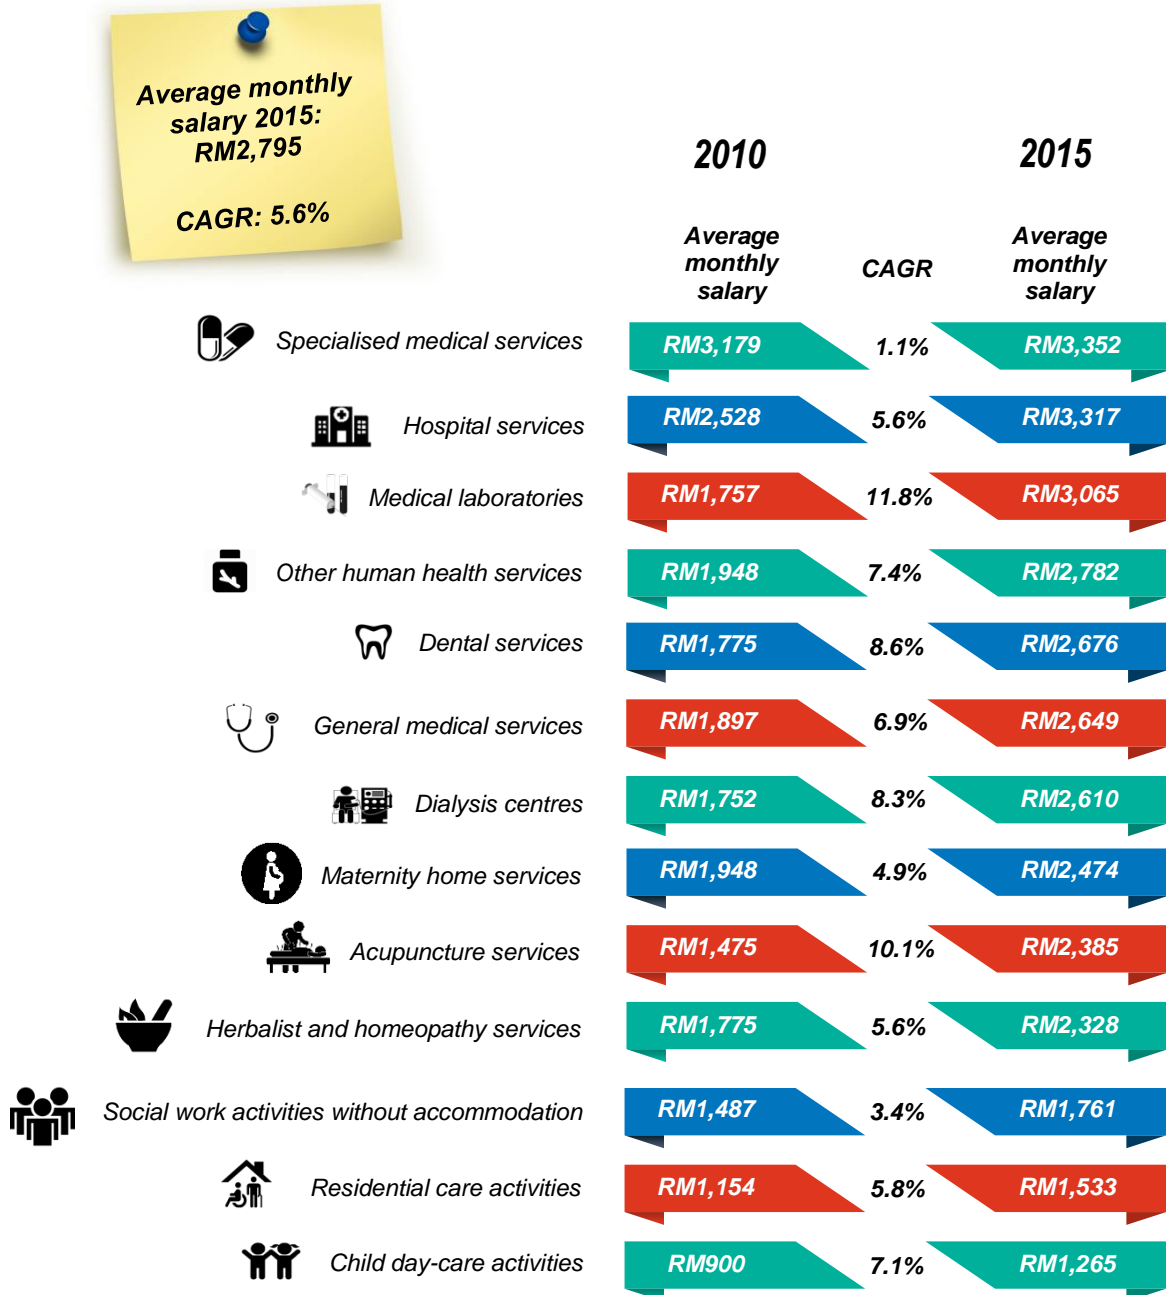 Average monthly
salary 2015:
RM2,795
CAGR: 5.6%
2010
2015
Average
monthly
salary
CAGR
Average
monthly
salary
Specialised medical services RM3,179 1.1% RM3,352
Hospital services RM2,528 5.6% RM3,317
Medical laboratories RM1,757 11.8% RM3,065
Other human health services RM1,948 7.4% RM2,782
Dental services RM1,775 8.6% RM2,676
General medical services RM1,897 6.9% RM2,649
Dialysis centres RM1,752 8.3% RM2,610
Maternity home services RM1,948 4.9% RM2,474
Acupuncture services RM1,475 10.1% RM2,385
Herbalist and homeopathy services RM1,775 5.6% RM2,328
Social work activities without accommodation RM1,487 3.4% RM1,761
Residential care activities RM1,154 5.8% RM1,533
Child day-care activities RM900 7.1% RM1,265